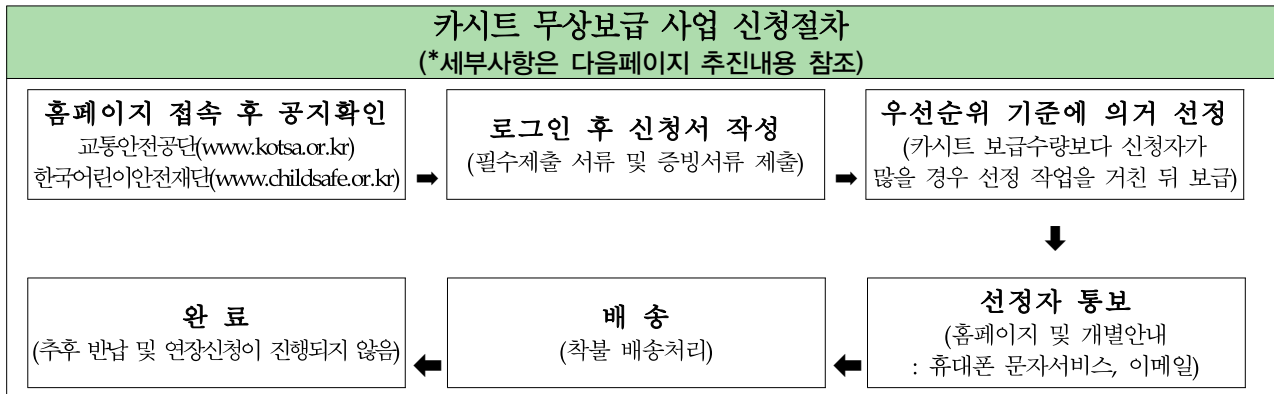 카시트 무상보급 사업 신청절차
(*세부사항은 다음페이지 추진내용 참조)
홈페이지 접속 후 공지확인
교통안전공단(www.kotsa.or.kr)
한국어린이안전재단(www.childsafe.or.kr)
➡
로그인 후 신청서 작성
(필수제출 서류 및 증빙서류 제출)
➡
우선순위 기준에 의거 선정
(카시트 보급수량보다 신청자가
많을 경우 선정 작업을 거친 뒤 보급)
⬇
선정자 통보
(홈페이지 및 개별안내
: 휴대폰 문자서비스, 이메일)
⬅
배 송
(착불 배송처리)
⬅
완 료
(추후 반납 및 연장신청이 진행되지 않음)